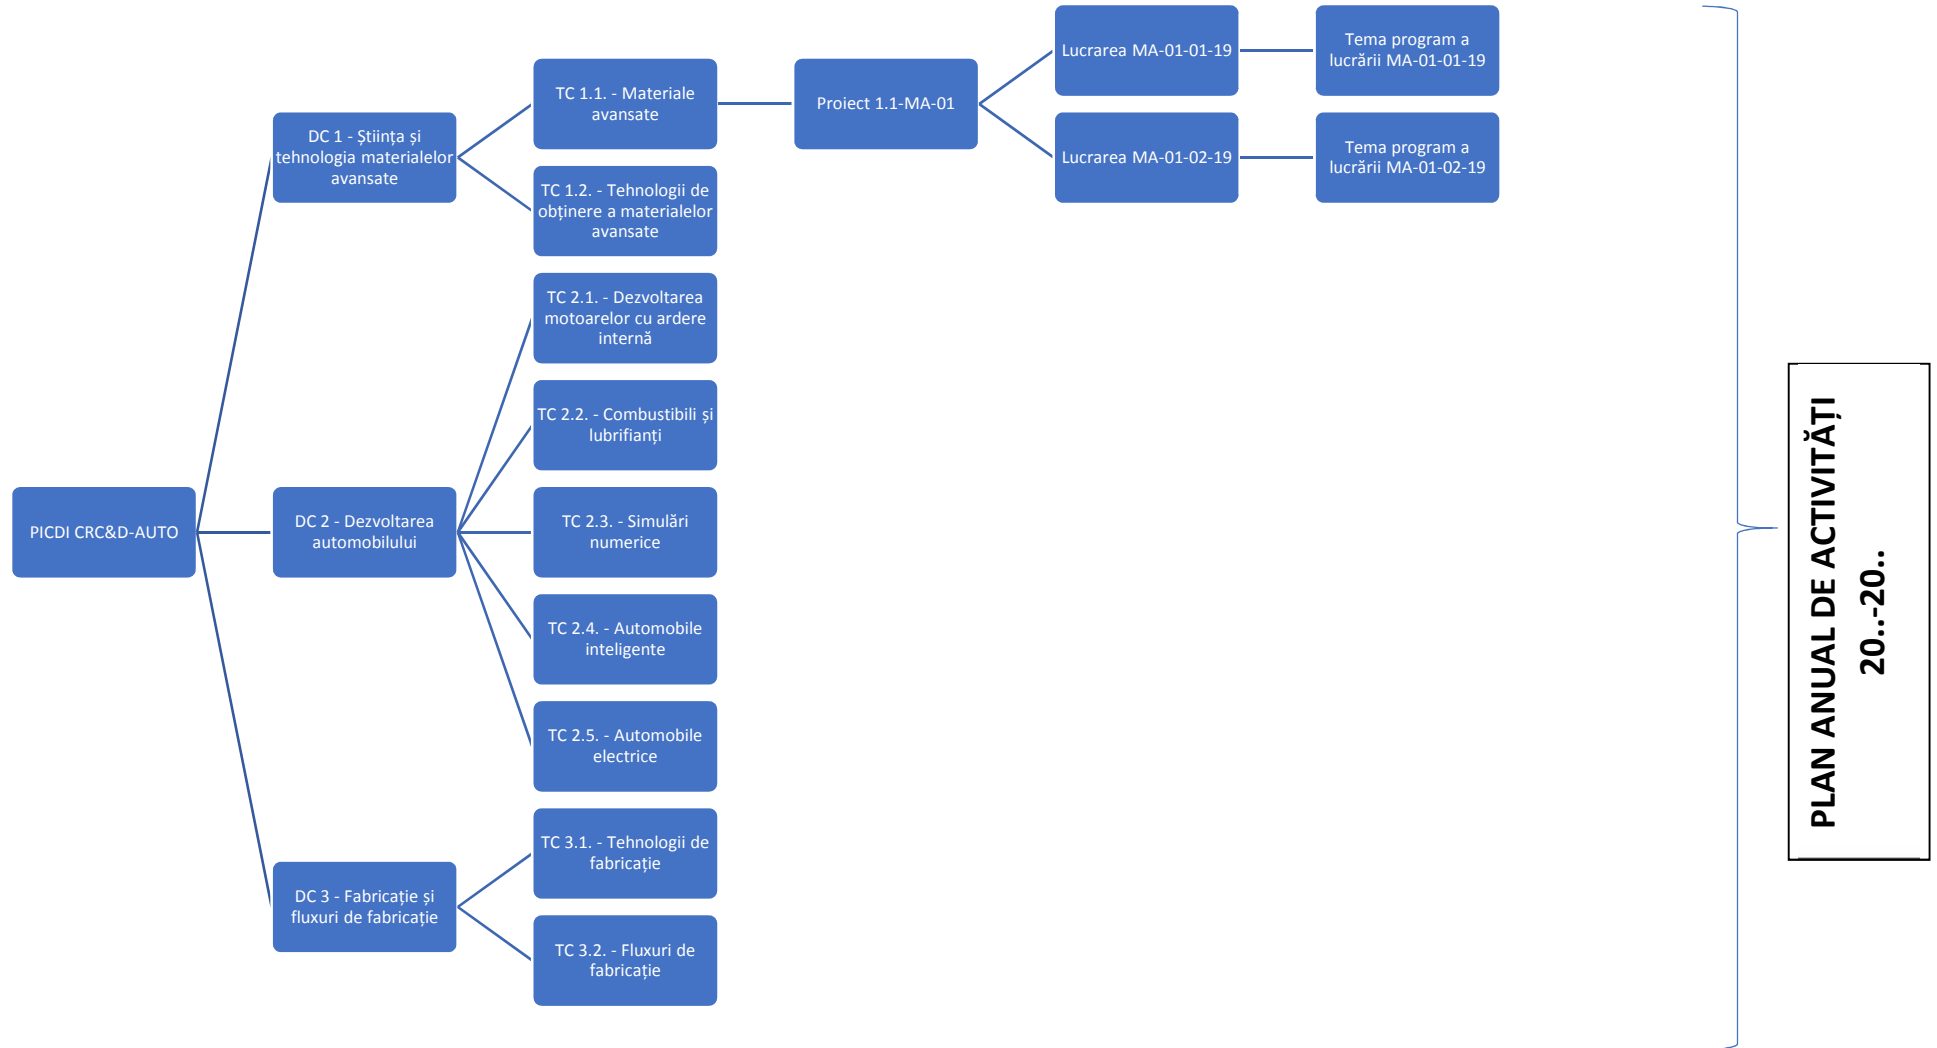 PICDI CRC&D-AUTO
DC 1 - Știința și
tehnologia materialelor
avansate
TC 1.1. - Materiale
avansate
Proiect 1.1-MA-01
Lucrarea MA-01-01-19
Tema program a
lucrării MA-01-01-19
Lucrarea MA-01-02-19
Tema program a
lucrării MA-01-02-19
TC 1.2. - Tehnologii de
obținere a materialelor
avansate
DC 2 - Dezvoltarea
automobilului
TC 2.1. - Dezvoltarea
motoarelor cu ardere
internă
TC 2.2. - Combustibili și
lubrifianți
TC 2.3. - Simulări
numerice
TC 2.4. - Automobile
inteligente
TC 2.5. - Automobile
electrice
DC 3 - Fabricație și
fluxuri de fabricație
TC 3.1. - Tehnologii de
fabricație
TC 3.2. - Fluxuri de
fabricație
PLAN ANUAL DE ACTIVITĂȚI
20..-20..